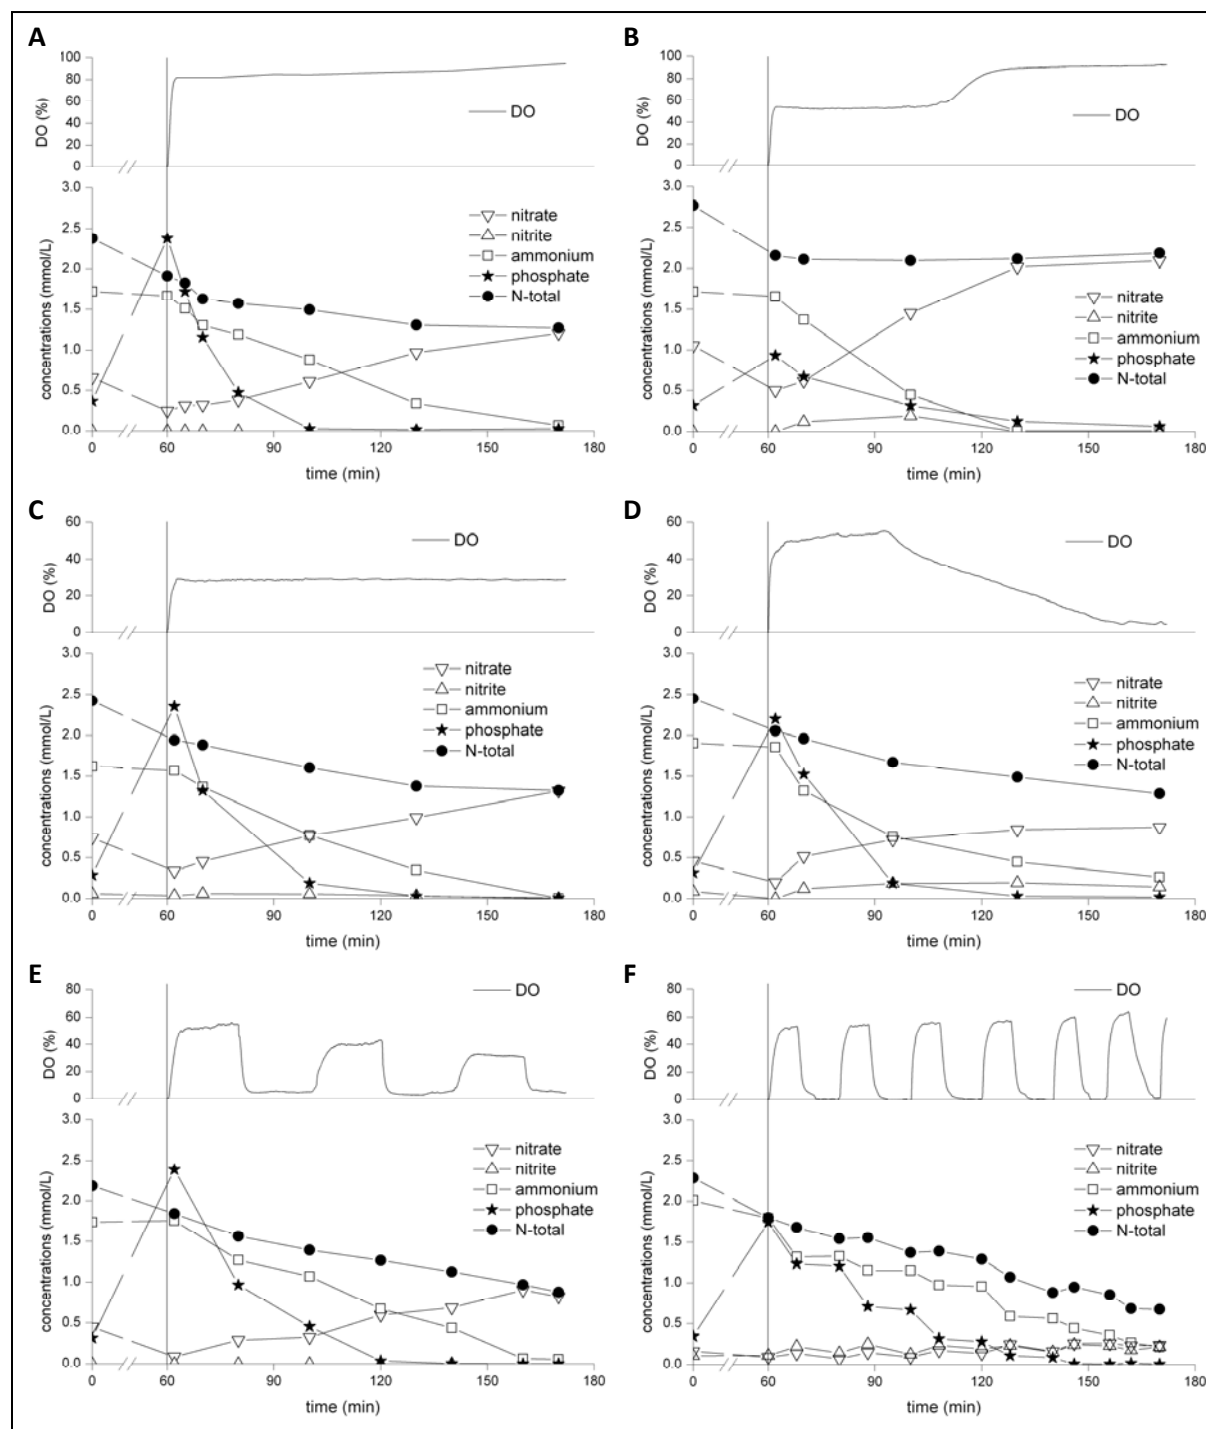 A
DO (%)
100
80
60
40
20
0
DO
concentrations (mmol/L)
3.0
2.5
2.0
1.5
1.0
0.5
0.0
nitrate
nitrite
ammonium
phosphate
N-total
0 60 90 120 150 180
time (min)
B
DO (%)
100
80
60
40
20
0
DO
concentrations (mmol/L)
3.0
2.5
2.0
1.5
1.0
0.5
0.0
nitrate
nitrite
ammonium
phosphate
N-total
0 60 90 120 150 180
time (min)
C
DO (%)
60
40
20
0
DO
concentrations (mmol/L)
3.0
2.5
2.0
1.5
1.0
0.5
0.0
nitrate
nitrite
ammonium
phosphate
N-total
0 60 90 120 150 180
time (min)
D
DO (%)
60
40
20
0
DO
concentrations (mmol/L)
3.0
2.5
2.0
1.5
1.0
0.5
0.0
nitrate
nitrite
ammonium
phosphate
N-total
0 60 90 120 150 180
time (min)
E
DO (%)
80
60
40
20
0
DO
concentrations (mmol/L)
3.0
2.5
2.0
1.5
1.0
0.5
0.0
nitrate
nitrite
ammonium
phosphate
N-total
0 60 90 120 150 180
time (min)
F
DO (%)
80
60
40
20
0
DO
concentrations (mmol/L)
3.0
2.5
2.0
1.5
1.0
0.5
0.0
nitrate
nitrite
ammonium
phosphate
N-total
0 60 90 120 150 180
time (min)